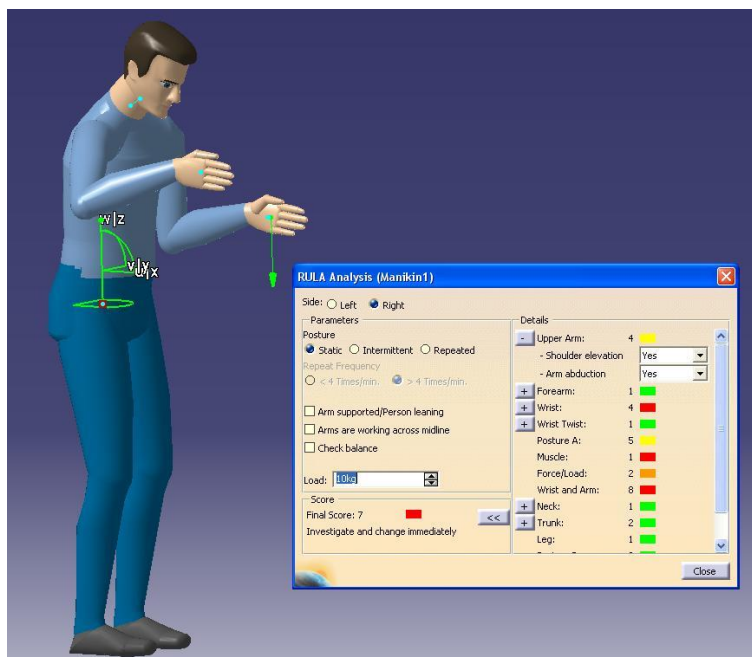 w|z
v|y
u|x
RULA Analysis (Manikin1)
Side: Left Right
Parameters
Posture
Static Intermittent Repeated
Repeat Frequency
< 4 Times/min. > 4 Times/min.
Arm supported/Person leaning
Arms are working across midline
Check balance
Load: 10kg
Score
Final Score: 7
<<
Investigate and change immediately
Details
- Upper Arm: 4
- Shoulder elevation Yes
- Arm abduction Yes
+ Forearm: 1
+ Wrist: 4
+ Wrist Twist: 1
Posture A: 5
Muscle: 1
Force/Load: 2
Wrist and Arm: 8
+ Neck: 1
+ Trunk: 2
Leg: 1
Close